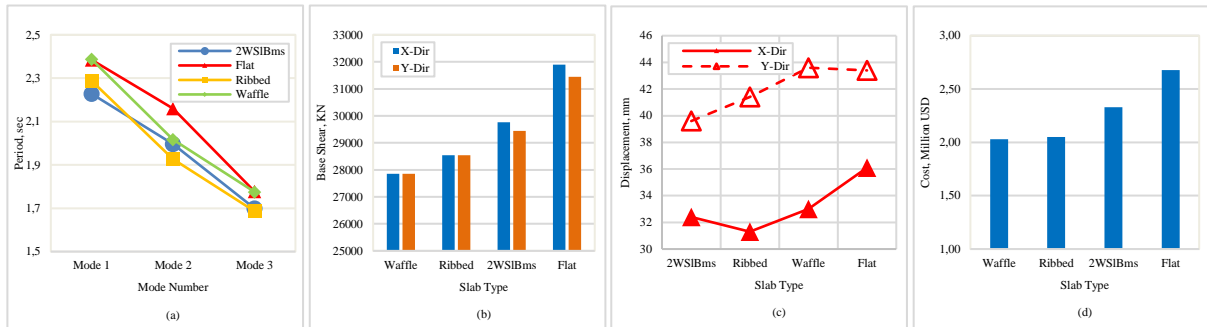 2,5
2,3
2,1
1,9
1,7
1,5
Period, sec
2WSlBms
Flat
Ribbed
Waffle
Mode 1 Mode 2 Mode 3
Mode Number
(a)
33000
32000
31000
30000
29000
28000
27000
26000
25000
Base Shear, KN
X-Dir
Y-Dir
Waffle Ribbed 2WSlBms Flat
Slab Type
(b)
46
44
42
40
38
36
34
32
30
Displacement, mm
X-Dir
Y-Dir
2WSlBms Ribbed Waffle Flat
Slab Type
(c)
3,00
2,50
2,00
1,50
1,00
Cost, Million USD
Waffle Ribbed 2WSlBms Flat
Slab Type
(d)